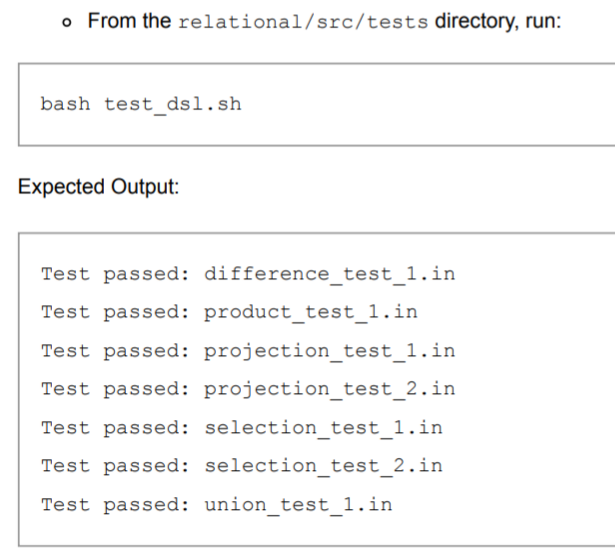 From the relational/src/tests directory, run:
bash test_dsl.sh
Expected Output:
Test passed: difference_test_1.in
Test passed: product_test_1.in
Test passed: projection_test_1.in
Test passed: projection_test_2.in
Test passed: selection_test_1.in
Test passed: selection_test_2.in
Test passed: union_test_1.in